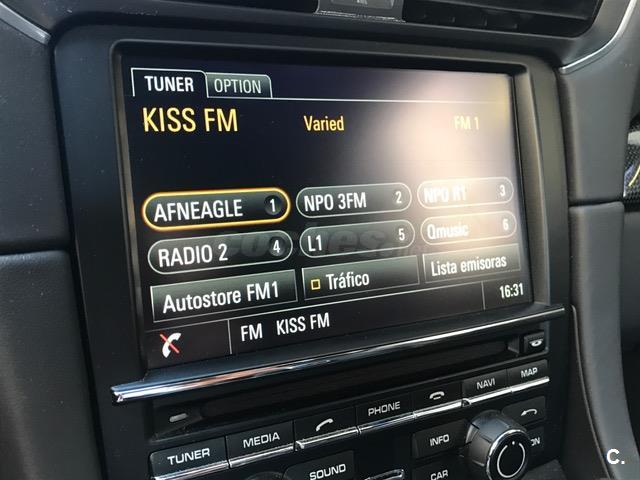 TUNER OPTION
KISS FM Varied FM 1
AFNEAGLE 1 NPO 3FM 2 NPO R1 3
RADIO 2 4 L1 5 Qmusic 6
Autostore FM1 Tráfico Lista emisoras
FM KISS FM 16:31
TUNER MEDIA PHONE NAVI MAP
SOUND INFO
CAR
C.